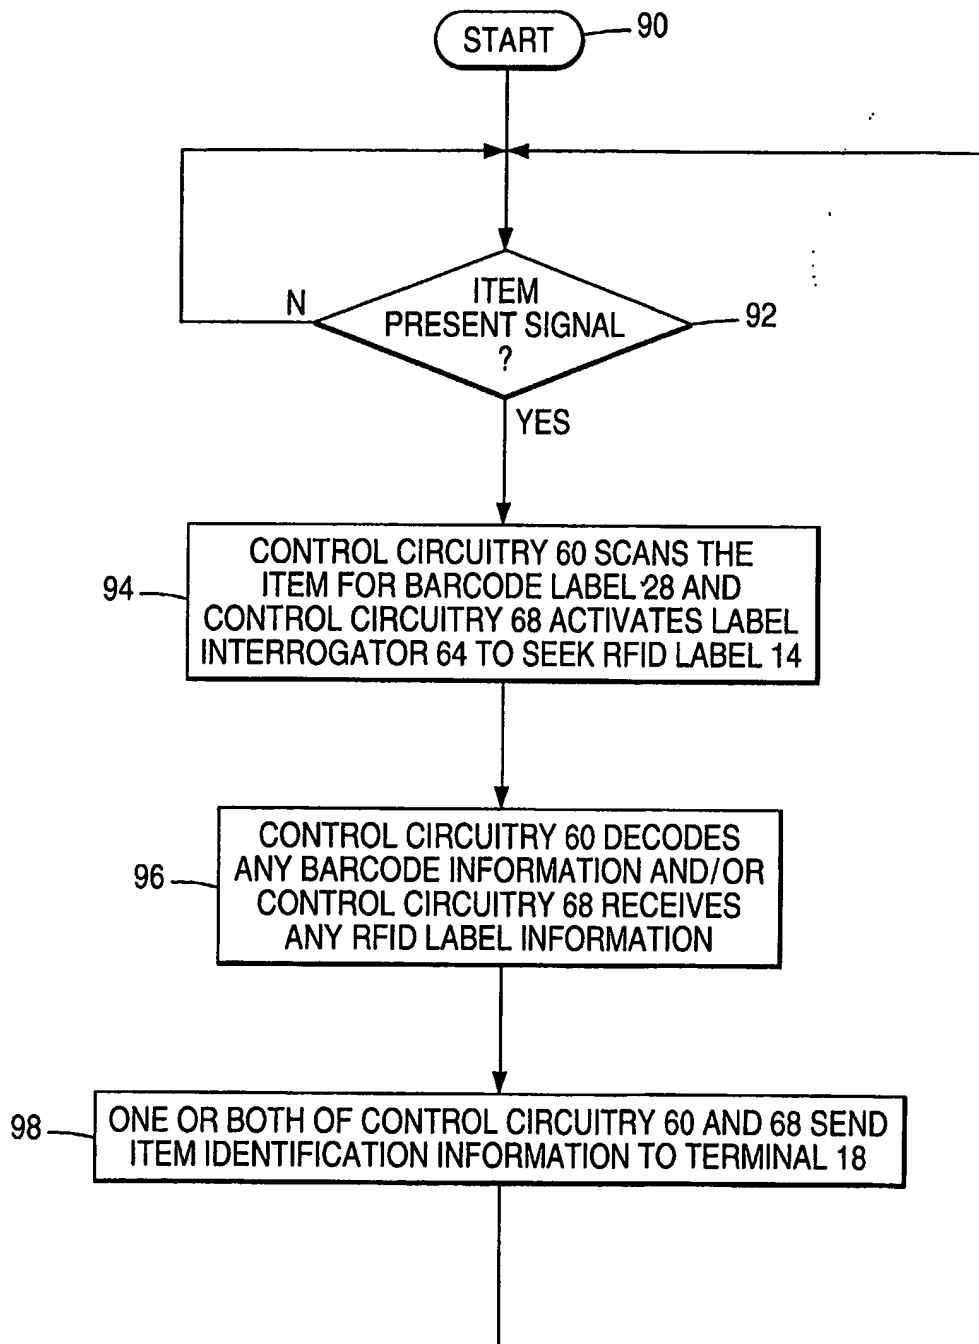 START
90
ITEM
PRESENT SIGNAL
?
92
N
YES
94
CONTROL CIRCUITRY 60 SCANS THE
ITEM FOR BARCODE LABEL 28 AND
CONTROL CIRCUITRY 68 ACTIVATES LABEL
INTERROGATOR 64 TO SEEK RFID LABEL 14
96
CONTROL CIRCUITRY 60 DECODES
ANY BARCODE INFORMATION AND/OR
CONTROL CIRCUITRY 68 RECEIVES
ANY RFID LABEL INFORMATION
98
ONE OR BOTH OF CONTROL CIRCUITRY 60 AND 68 SEND
ITEM IDENTIFICATION INFORMATION TO TERMINAL 18